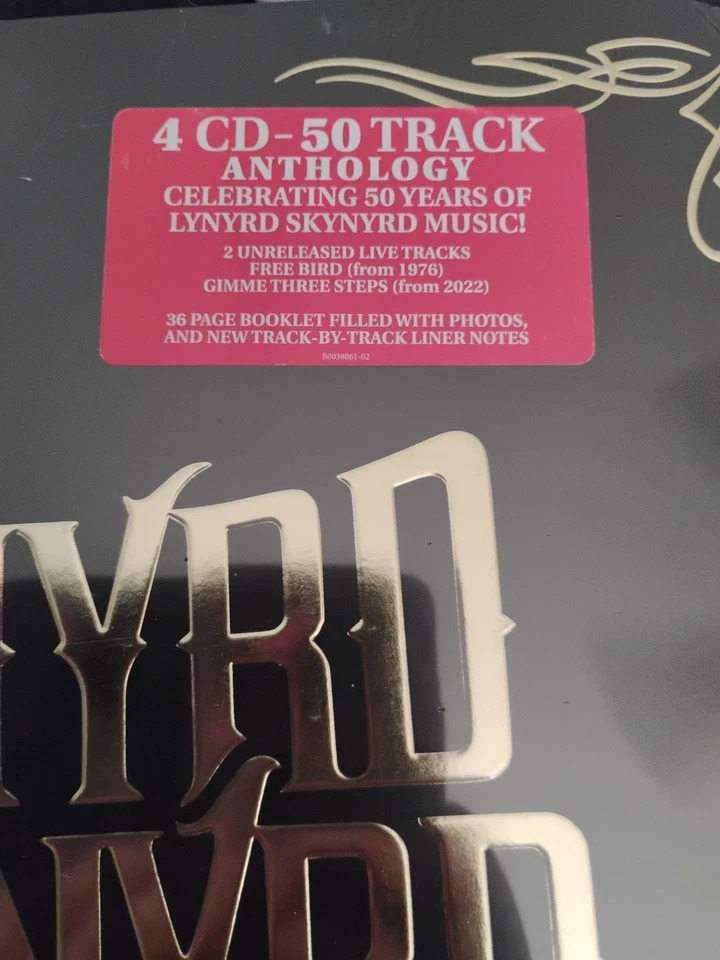 4 CD – 50 TRACK
ANTHOLOGY
CELEBRATING 50 YEARS OF
LYNYRD SKYNYRD MUSIC!
2 UNRELEASED LIVE TRACKS
FREE BIRD (from 1976)
GIMME THREE STEPS (from 2022)
36 PAGE BOOKLET FILLED WITH PHOTOS,
AND NEW TRACK-BY-TRACK LINER NOTES
B0038061-02
YRD
NYRD